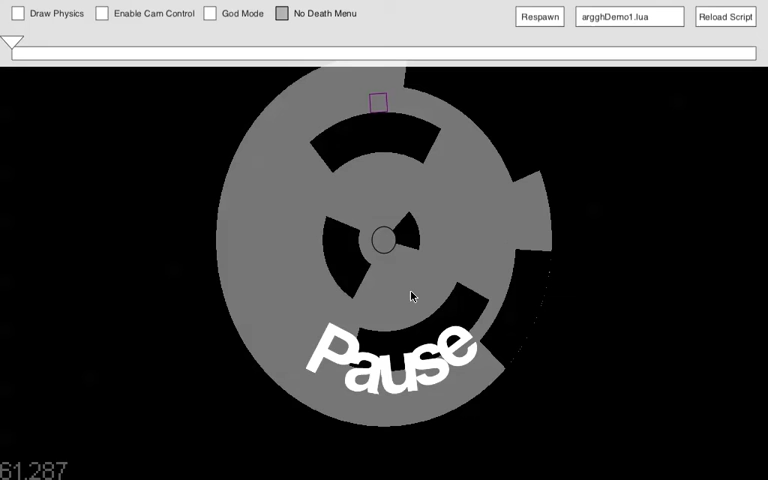 Draw Physics Enable Cam Control God Mode No Death Menu Respawn argghDemo1.lua Reload Script
Pause
61.287